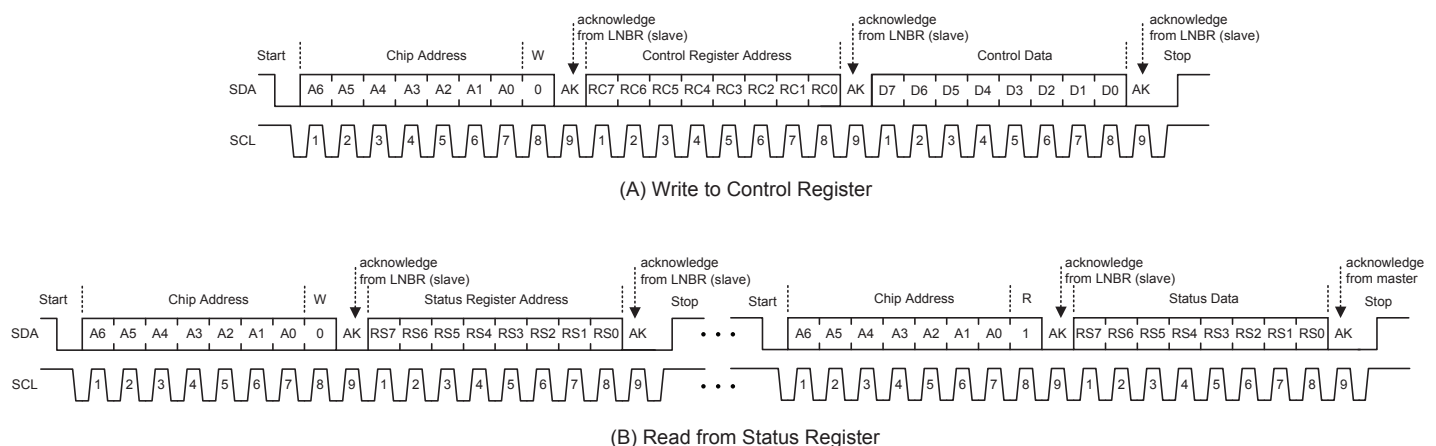 acknowledge
from LNBR (slave)
acknowledge
from LNBR (slave)
acknowledge
from LNBR (slave)
Start Chip Address W Control Register Address Control Data Stop
SDA A6 A5 A4 A3 A2 A1 A0 0 AK RC7 RC6 RC5 RC4 RC3 RC2 RC1 RC0 AK D7 D6 D5 D4 D3 D2 D1 D0 AK
SCL 1 2 3 4 5 6 7 8 9 1 2 3 4 5 6 7 8 9 1 2 3 4 5 6 7 8 9
(A) Write to Control Register
acknowledge
from LNBR (slave)
acknowledge
from LNBR (slave)
acknowledge
from LNBR (slave)
acknowledge
from master
Start Chip Address W Status Register Address Stop Start Chip Address R Status Data Stop
SDA A6 A5 A4 A3 A2 A1 A0 0 AK RS7 RS6 RS5 RS4 RS3 RS2 RS1 RS0 AK • • • A6 A5 A4 A3 A2 A1 A0 1 AK RS7 RS6 RS5 RS4 RS3 RS2 RS1 RS0 AK
SCL 1 2 3 4 5 6 7 8 9 1 2 3 4 5 6 7 8 9 • • • 1 2 3 4 5 6 7 8 9 1 2 3 4 5 6 7 8 9
(B) Read from Status Register